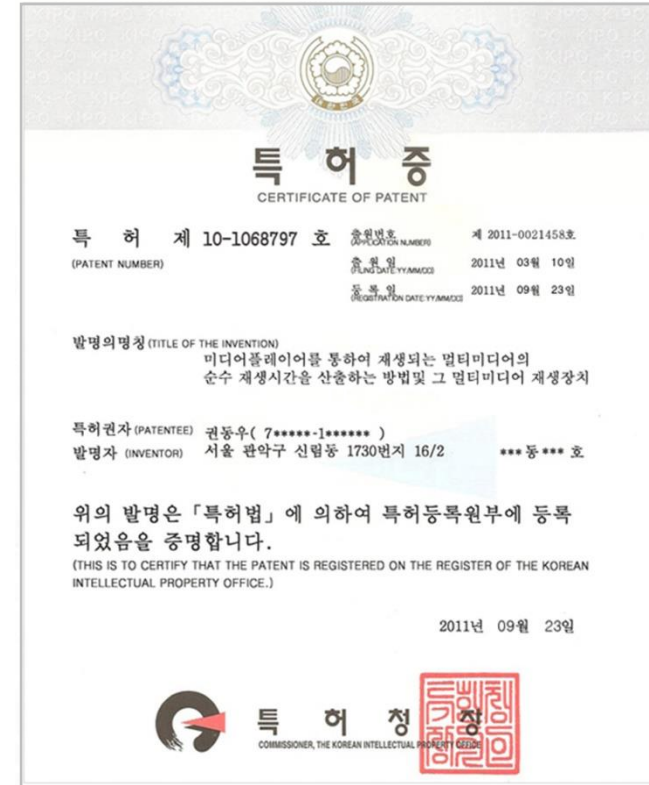 대한민국
특 허 증
CERTIFICATE OF PATENT
특 허 제 10-1068797 호
(PATENT NUMBER)
출원번호 제 2011-0021458호
(APPLICATION NUMBER)
출 원 일 2011년 03월 10일
(FILING DATE:YY/MM/DD)
등 록 일 2011년 09월 23일
(REGISTRATION DATE:YY/MM/DD)
발명의명칭 (TITLE OF THE INVENTION)
미디어플레이어를 통하여 재생되는 멀티미디어의
순수 재생시간을 산출하는 방법및 그 멀티미디어 재생장치
특허권자 (PATENTEE) 권동우( 7*****-1****** )
발명자 (INVENTOR) 서울 관악구 신림동 1730번지 16/2 ***동*** 호
위의 발명은「특허법」에 의하여 특허등록원부에 등록
되었음을 증명합니다.
(THIS IS TO CERTIFY THAT THE PATENT IS REGISTERED ON THE REGISTER OF THE KOREAN
INTELLECTUAL PROPERTY OFFICE.)
2011년 09월 23일
특 허 청 장
COMMISSIONER, THE KOREAN INTELLECTUAL PROPERTY OFFICE